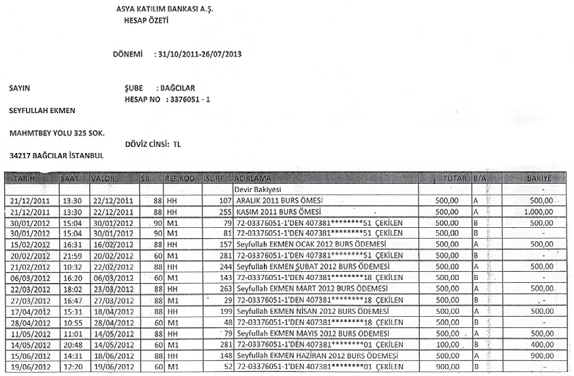 ASYA KATILIM BANKASI A.Ş.
HESAP ÖZETİ
DÖNEMİ : 31/10/2011-26/07/2013
SAYIN ŞUBE : BAĞCILAR
HESAP NO : 3376051 - 1
SEYFULLAH EKMEN
MAHMTBEY YOLU 325 SOK.
DÖVİZ CİNSİ: TL
34217 BAĞCILAR İSTANBUL
TARİH SAAT VALÖR SB REF.KOD AÇIKLAMA TUTAR B/A BAKİYE
Devir Bakiyesi -
21/12/2011 13:30 22/12/2011 88 HH 107 ARALIK 2011 BURS ÖMESİ 500,00 A 500,00
21/12/2011 13:30 22/12/2011 88 HH 255 KASIM 2011 BURS ÖMESİ 500,00 A 1.000,00
30/01/2012 15:04 30/01/2012 90 M1 79 72-03376051-1'DEN 407381********51 ÇEKİLEN 500,00 B 500,00
30/01/2012 15:04 30/01/2012 90 M1 81 72-03376051-1'DEN 407381********51 ÇEKİLEN 500,00 B -
15/02/2012 16:31 16/02/2012 88 HH 157 Seyfullah EKMEN OCAK 2012 BURS ÖDEMESİ 500,00 A 500,00
20/02/2012 21:59 20/02/2012 60 M1 281 72-03376051-1'DEN 407381********51 ÇEKİLEN 500,00 B -
21/02/2012 10:32 22/02/2012 88 HH 244 Seyfullah EKMEN ŞUBAT 2012 BURS ÖDEMESİ 500,00 A 500,00
06/03/2012 16:20 06/03/2012 60 M1 143 72-03376051-1'DEN 407381********18 ÇEKİLEN 500,00 B -
22/03/2012 18:02 23/03/2012 88 HH 263 Seyfullah EKMEN MART 2012 BURS ÖDEMESİ 500,00 A 500,00
27/03/2012 16:47 27/03/2012 88 M1 29 72-03376051-1'DEN 407381********18 ÇEKİLEN 500,00 B -
17/04/2012 15:31 18/04/2012 88 HH 199 Seyfullah EKMEN NİSAN 2012 BURS ÖDEMESİ 500,00 A 500,00
28/04/2012 10:55 28/04/2012 60 M1 48 72-03376051-1'DEN 407381********18 ÇEKİLEN 500,00 B -
11/05/2012 11:01 14/05/2012 88 HH 79 Seyfullah EKMEN MAYIS 2012 BURS ÖDEMESİ 500,00 A 500,00
14/05/2012 20:48 14/05/2012 60 M1 281 72-03376051-1'DEN 407381********01 ÇEKİLEN 100,00 B 400,00
15/06/2012 14:31 18/06/2012 88 HH 148 Seyfullah EKMEN HAZİRAN 2012 BURS ÖDEMESİ 500,00 A 900,00
19/06/2012 12:20 19/06/2012 60 M1 52 72-03376051-1'DEN 407381********01 ÇEKİLEN 900,00 B -